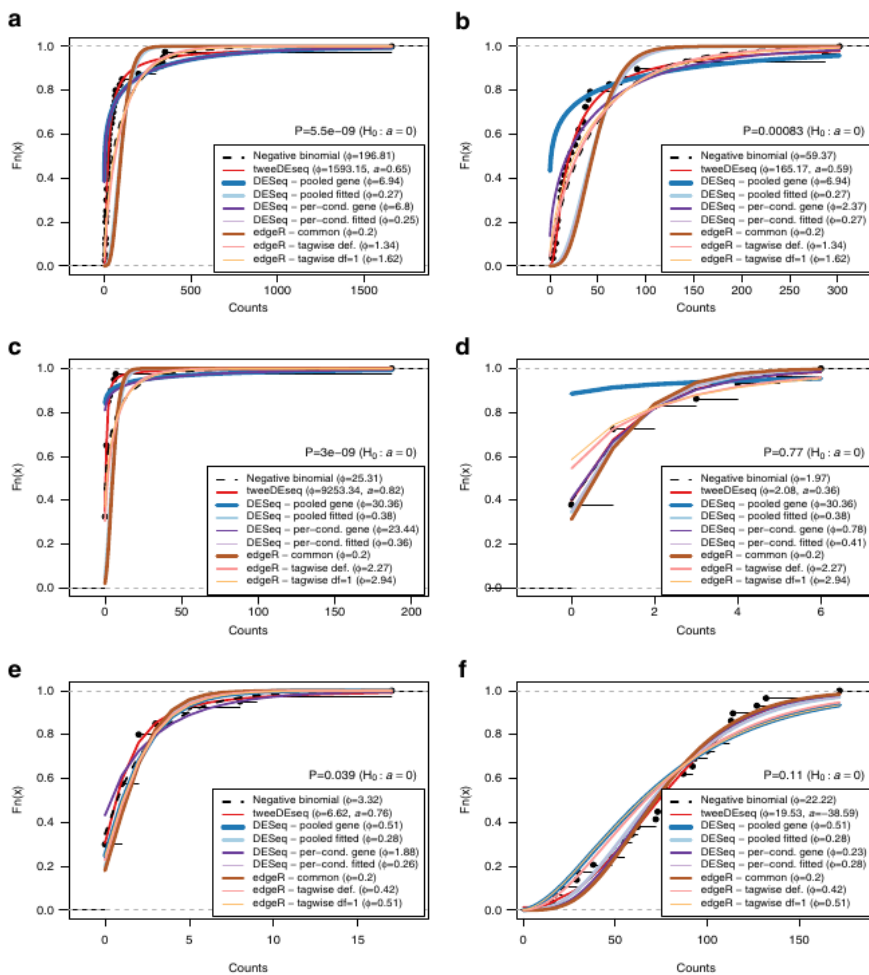 a
1.0
0.8
0.6
0.4
0.2
0.0
Fn(x)
P=5.5e−09 (H0 : a = 0)
Negative binomial (ϕ=196.81)
tweeDEseq (ϕ=1593.15, a=0.65)
DESeq − pooled gene (ϕ=6.94)
DESeq − pooled fitted (ϕ=0.27)
DESeq − per−cond. gene (ϕ=6.8)
DESeq − per−cond. fitted (ϕ=0.25)
edgeR − common (ϕ=0.2)
edgeR − tagwise def. (ϕ=1.34)
edgeR − tagwise df=1 (ϕ=1.62)
0 500 1000 1500
Counts
b
1.0
0.8
0.6
0.4
0.2
0.0
Fn(x)
P=0.00083 (H0 : a = 0)
Negative binomial (ϕ=59.37)
tweeDEseq (ϕ=165.17, a=0.59)
DESeq − pooled gene (ϕ=6.94)
DESeq − pooled fitted (ϕ=0.27)
DESeq − per−cond. gene (ϕ=2.37)
DESeq − per−cond. fitted (ϕ=0.27)
edgeR − common (ϕ=0.2)
edgeR − tagwise def. (ϕ=1.34)
edgeR − tagwise df=1 (ϕ=1.62)
0 50 100 150 200 250 300
Counts
c
1.0
0.8
0.6
0.4
0.2
0.0
Fn(x)
P=3e−09 (H0 : a = 0)
Negative binomial (ϕ=25.31)
tweeDEseq (ϕ=9253.34, a=0.82)
DESeq − pooled gene (ϕ=30.36)
DESeq − pooled fitted (ϕ=0.38)
DESeq − per−cond. gene (ϕ=23.44)
DESeq − per−cond. fitted (ϕ=0.36)
edgeR − common (ϕ=0.2)
edgeR − tagwise def. (ϕ=2.27)
edgeR − tagwise df=1 (ϕ=2.94)
0 50 100 150 200
Counts
d
1.0
0.8
0.6
0.4
0.2
0.0
Fn(x)
P=0.77 (H0 : a = 0)
Negative binomial (ϕ=1.97)
tweeDEseq (ϕ=2.08, a=0.36)
DESeq − pooled gene (ϕ=30.36)
DESeq − pooled fitted (ϕ=0.38)
DESeq − per−cond. gene (ϕ=0.78)
DESeq − per−cond. fitted (ϕ=0.41)
edgeR − common (ϕ=0.2)
edgeR − tagwise def. (ϕ=2.27)
edgeR − tagwise df=1 (ϕ=2.94)
0 2 4 6
Counts
e
1.0
0.8
0.6
0.4
0.2
0.0
Fn(x)
P=0.039 (H0 : a = 0)
Negative binomial (ϕ=3.32)
tweeDEseq (ϕ=6.62, a=0.76)
DESeq − pooled gene (ϕ=0.51)
DESeq − pooled fitted (ϕ=0.28)
DESeq − per−cond. gene (ϕ=1.88)
DESeq − per−cond. fitted (ϕ=0.26)
edgeR − common (ϕ=0.2)
edgeR − tagwise def. (ϕ=0.42)
edgeR − tagwise df=1 (ϕ=0.51)
0 5 10 15
Counts
f
1.0
0.8
0.6
0.4
0.2
0.0
Fn(x)
P=0.11 (H0 : a = 0)
Negative binomial (ϕ=22.22)
tweeDEseq (ϕ=19.53, a=−38.59)
DESeq − pooled gene (ϕ=0.51)
DESeq − pooled fitted (ϕ=0.28)
DESeq − per−cond. gene (ϕ=0.23)
DESeq − per−cond. fitted (ϕ=0.28)
edgeR − common (ϕ=0.2)
edgeR − tagwise def. (ϕ=0.42)
edgeR − tagwise df=1 (ϕ=0.51)
0 50 100 150
Counts